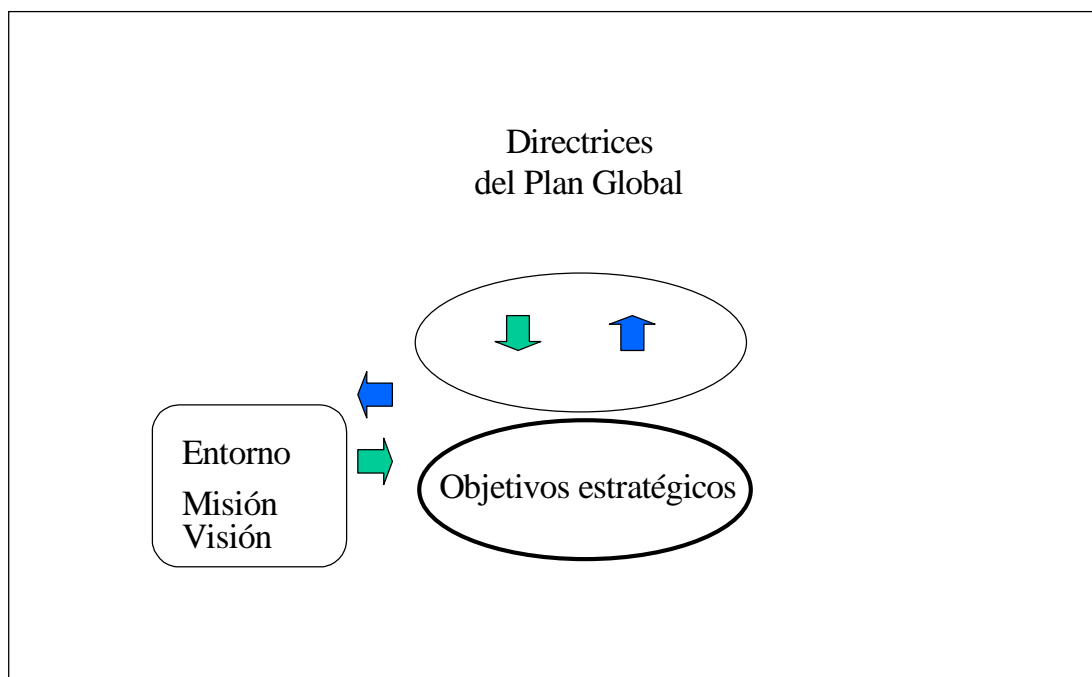 Directrices
del Plan Global
Entorno
Misión
Visión
Objetivos estratégicos